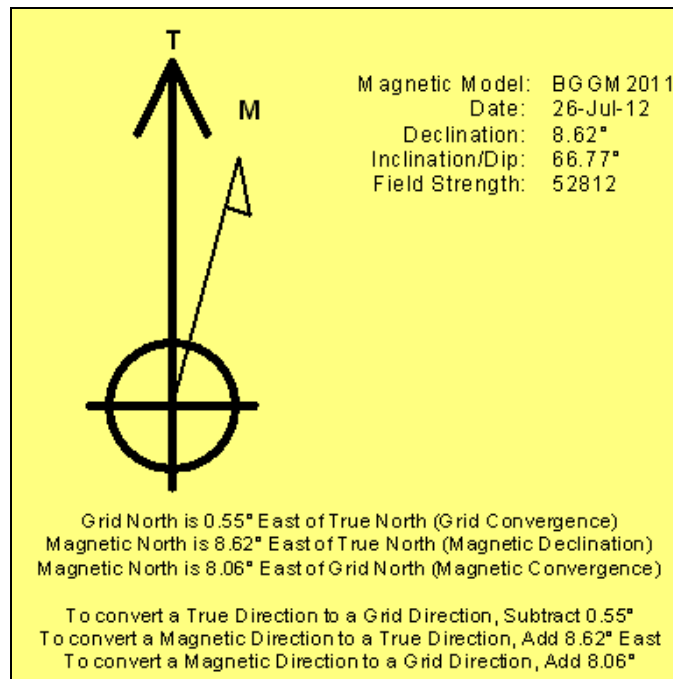 T
M
Magnetic Model: BGGM 2011
Date: 26-Jul-12
Declination: 8.62°
Inclination/Dip: 66.77°
Field Strength: 52812
Grid North is 0.55° East of True North (Grid Convergence)
Magnetic North is 8.62° East of True North (Magnetic Declination)
Magnetic North is 8.06° East of Grid North (Magnetic Convergence)
To convert a True Direction to a Grid Direction, Subtract 0.55°
To convert a Magnetic Direction to a True Direction, Add 8.62° East
To convert a Magnetic Direction to a Grid Direction, Add 8.06°